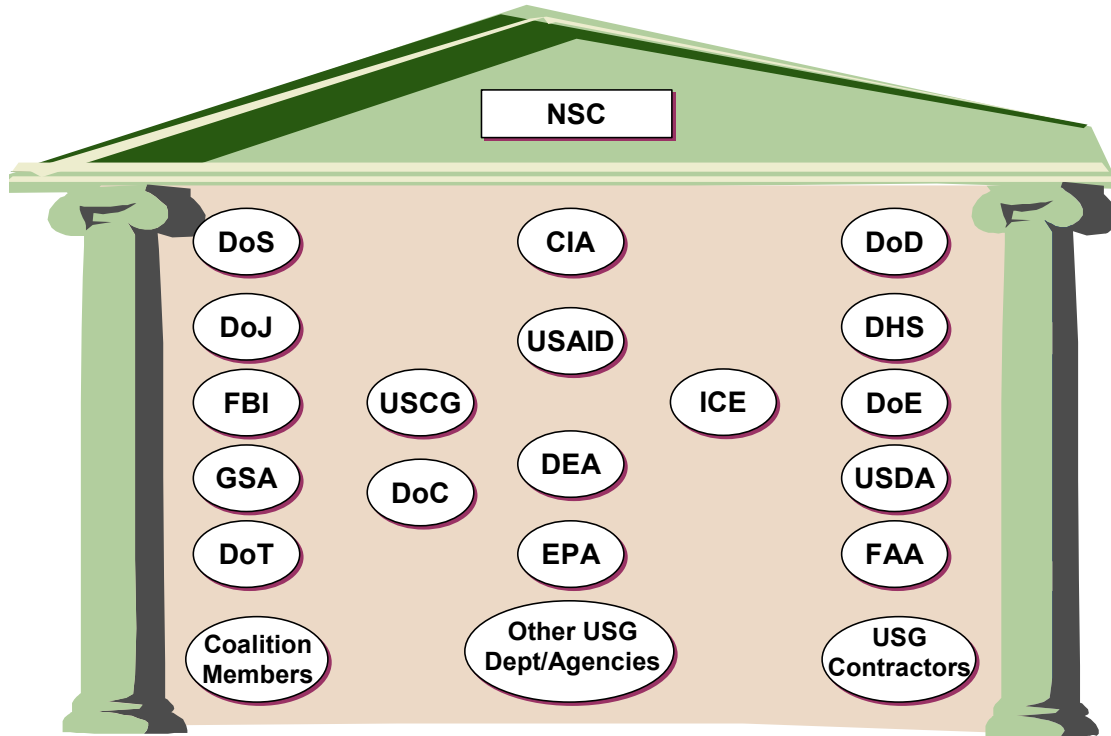 NSC
DoS
CIA
DoD
DoJ
USAID
DHS
FBI
USCG
ICE
DoE
GSA
DoC
DEA
USDA
DoT
EPA
FAA
Coalition
Members
Other USG
Dept/Agencies
USG
Contractors